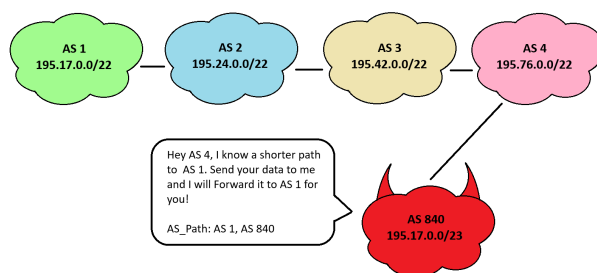 AS 1
195.17.0.0/22
AS 2
195.24.0.0/22
AS 3
195.42.0.0/22
AS 4
195.76.0.0/22
Hey AS 4, I know a shorter path
to  AS 1. Send your data to me
and I will Forward it to AS 1 for
you!
AS_Path: AS 1, AS 840
AS 840
195.17.0.0/23